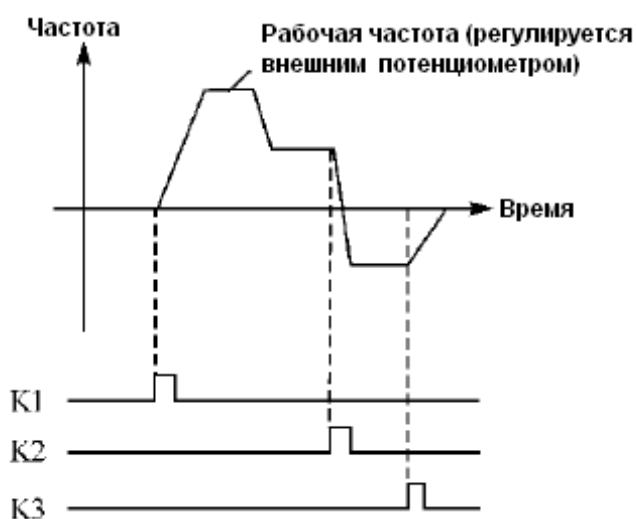 Частота
Рабочая частота (регулируется
внешним потенциометром)
Время
K1
K2
K3